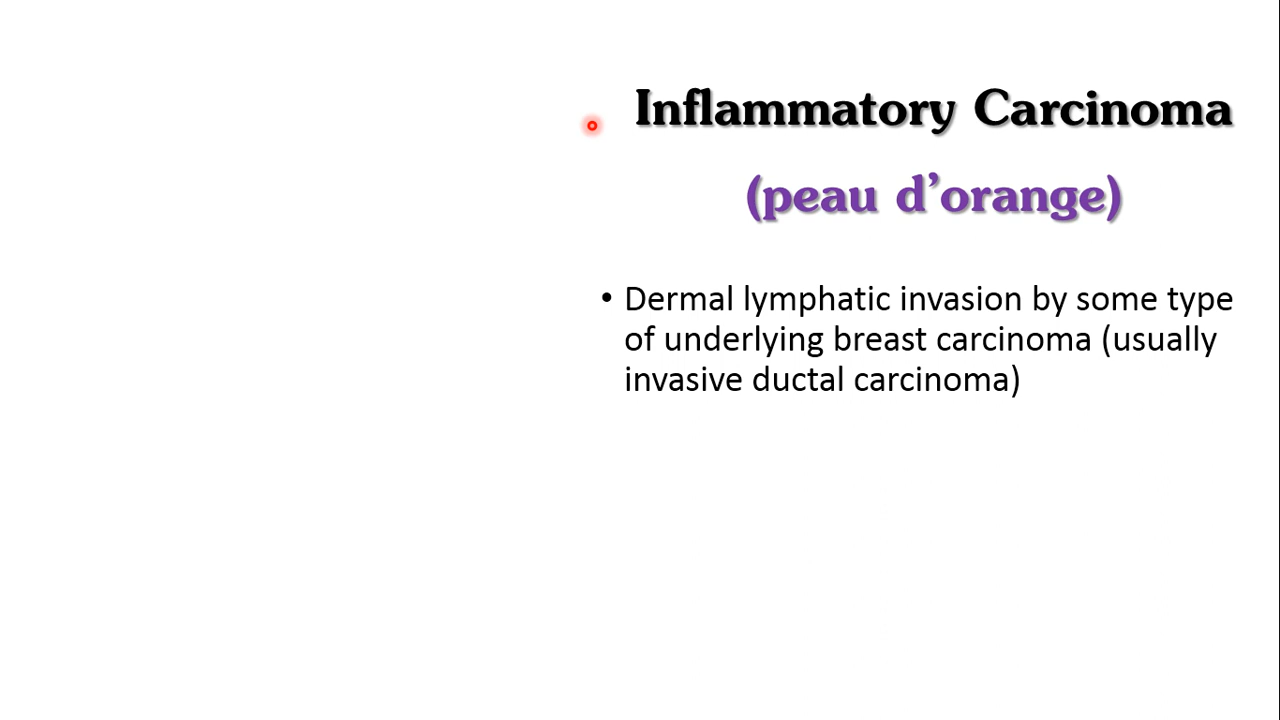 Inflammatory Carcinoma
(peau d’orange)
• Dermal lymphatic invasion by some type
of underlying breast carcinoma (usually
invasive ductal carcinoma)